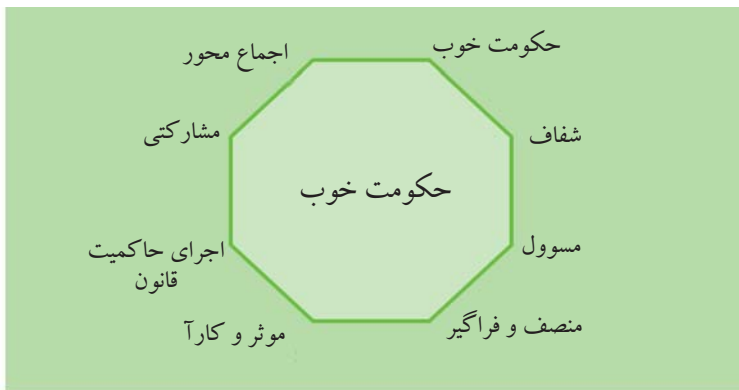 حکومت خوب
اجماع محور
شفاف
مشارکتی
حکومت خوب
مسوول
اجرای حاکمیت
قانون
منصف و فراگیر
موثر و کارآ